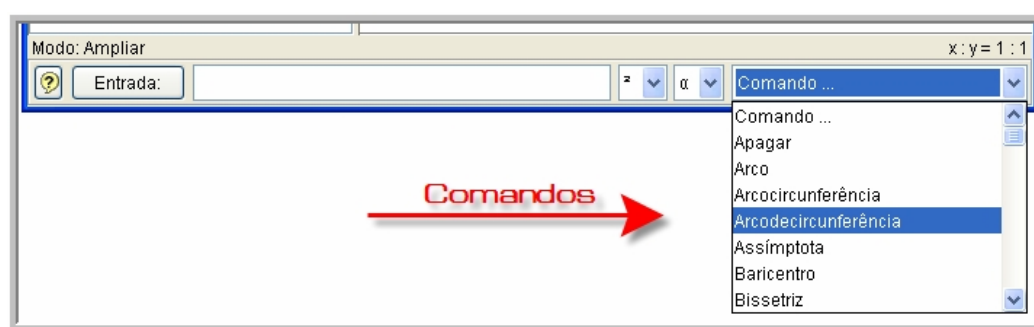 Modo: Ampliar x : y = 1 : 1
Entrada: ² α Comando ...
Comando ...
Apagar
Arco
Arcocircunferência
Comandos
Arcodecircunferência
Assímptota
Baricentro
Bissetriz